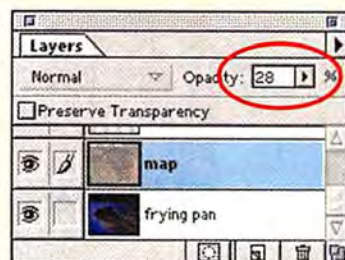 Layers
Normal Opacity: 28 %
Preserve Transparency
map
frying pan